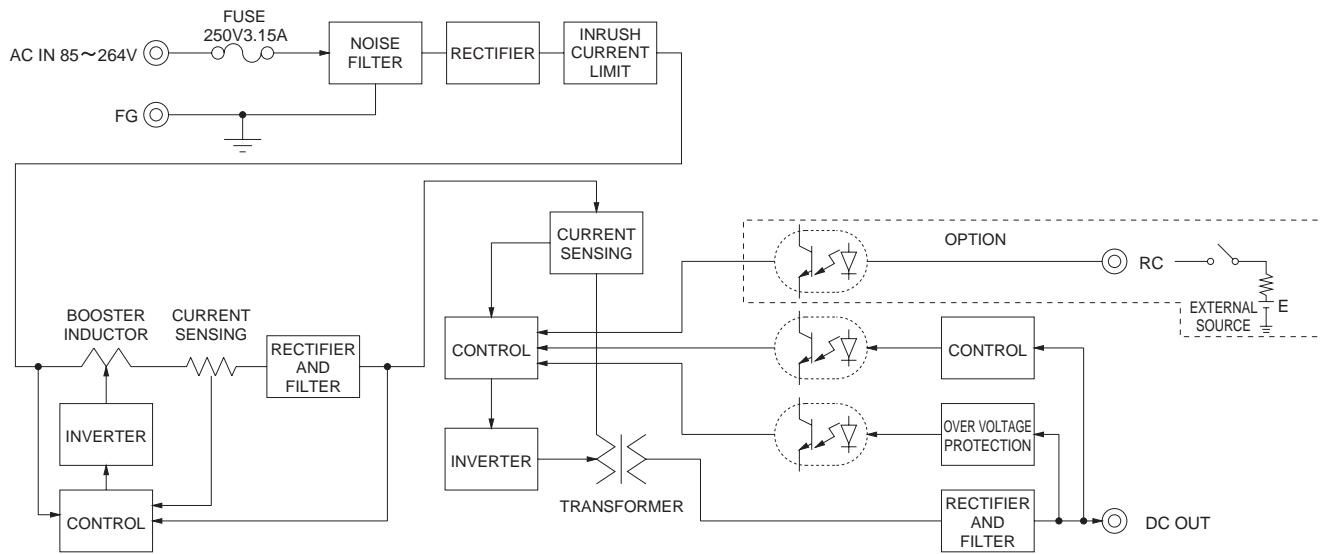 FUSE
250V3.15A
AC IN 85～264V
NOISE
FILTER
RECTIFIER
INRUSH
CURRENT
LIMIT
FG
CURRENT
SENSING
OPTION
RC
E
EXTERNAL
SOURCE
BOOSTER
INDUCTOR
CURRENT
SENSING
RECTIFIER
AND
FILTER
CONTROL
CONTROL
INVERTER
OVER VOLTAGE
PROTECTION
INVERTER
TRANSFORMER
CONTROL
RECTIFIER
AND
FILTER
DC OUT